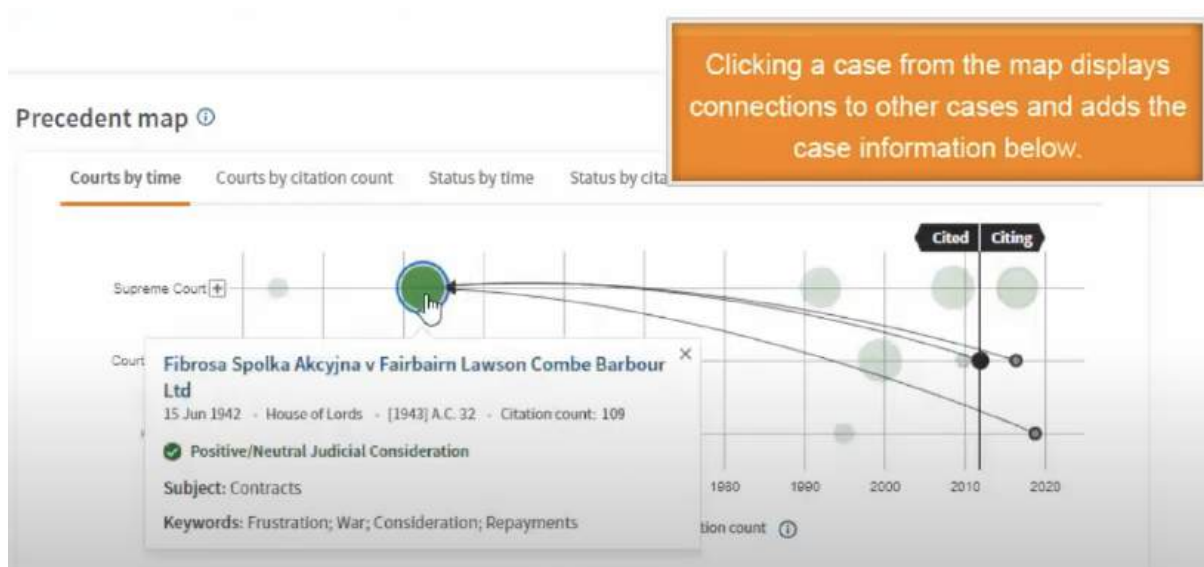 Clicking a case from the map displays
connections to other cases and adds the
case information below.
Precedent map
Courts by time Courts by citation count Status by time Status by cita
Cited Citing
Supreme Court
Court
Fibrosa Spolka Akcyjna v Fairbairn Lawson Combe Barbour
Ltd
15 Jun 1942 - House of Lords - [1943] A.C. 32 - Citation count: 109
Positive/Neutral Judicial Consideration
Subject: Contracts
Keywords: Frustration; War; Consideration; Repayments
1980 1990 2000 2010 2020
tion count